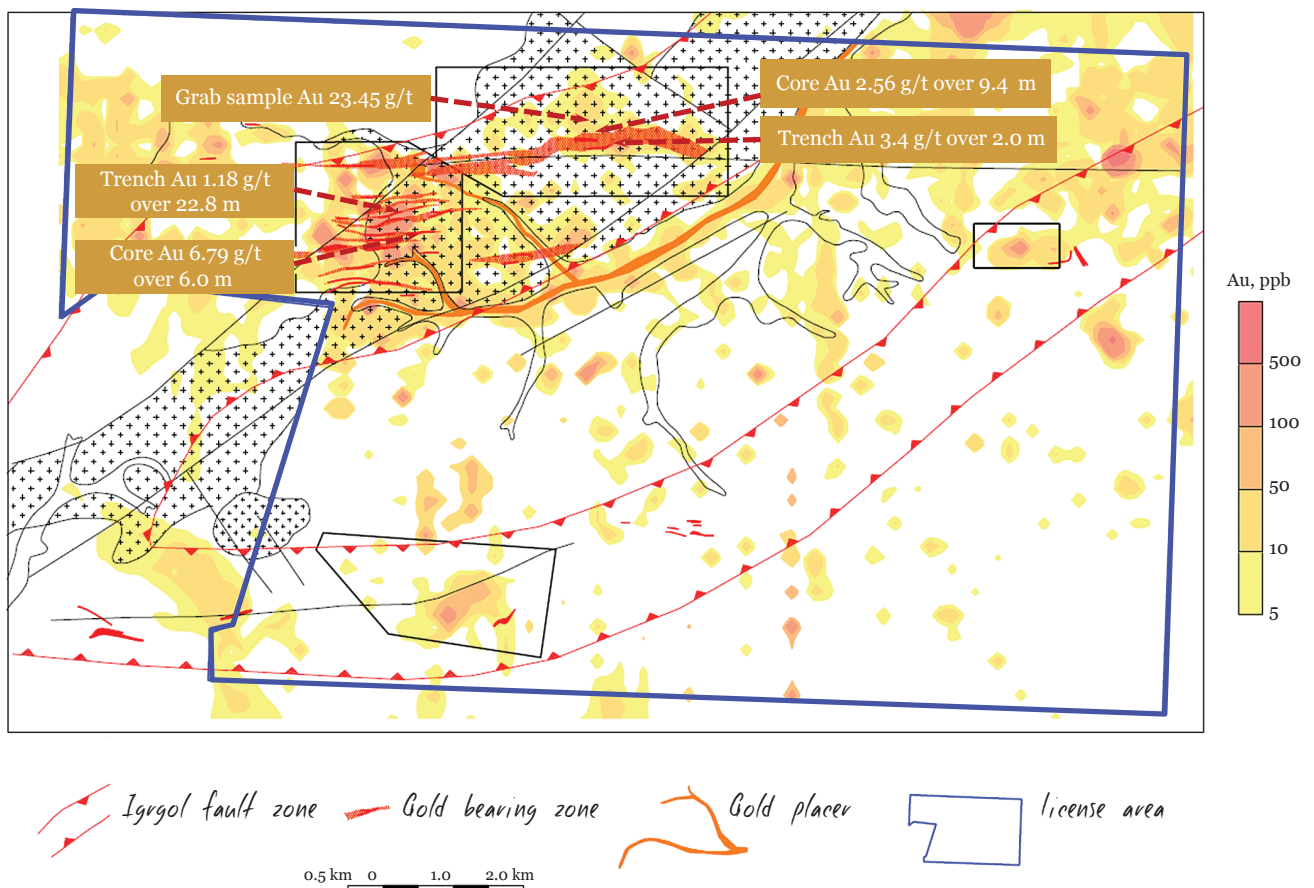 Grab sample Au 23.45 g/t
Core Au 2.56 g/t over 9.4 m
Trench Au 3.4 g/t over 2.0 m
Trench Au 1.18 g/t
over 22.8 m
Core Au 6.79 g/t
over 6.0 m
Au, ppb
500
100
50
10
5
Igrgol fault zone
Gold bearing zone
Gold placer
license area
0.5 km 0 1.0 2.0 km